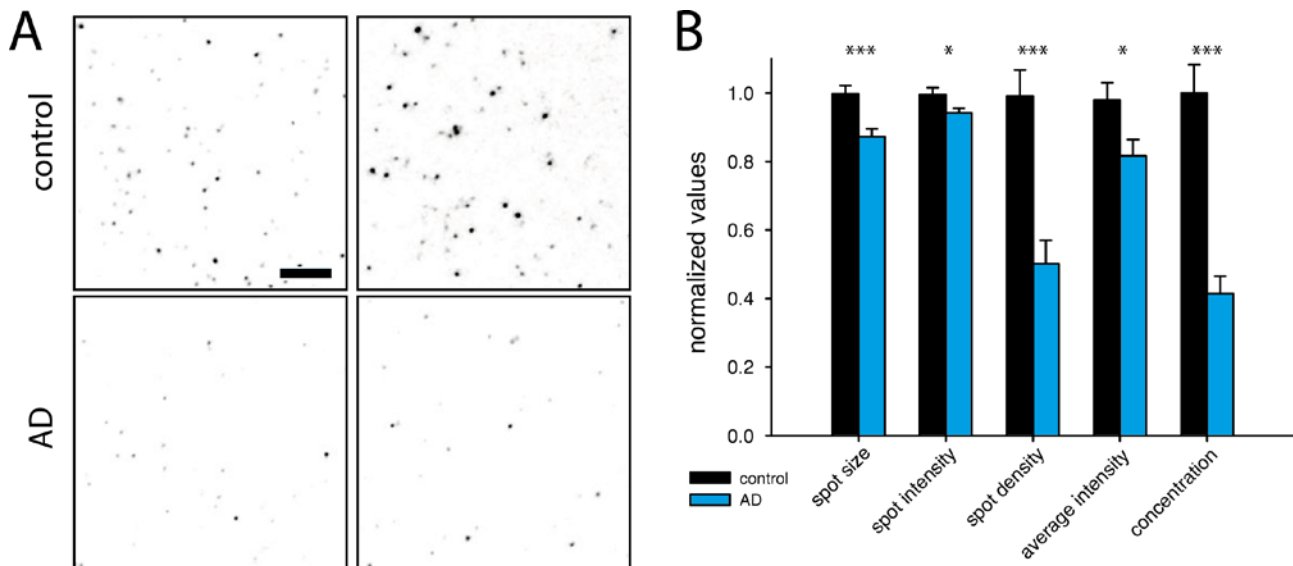 A
control
AD
B
*** * *** * ***
1.0
0.8
0.6
0.4
0.2
0.0
normalized values
spot size
spot intensity
spot density
average intensity
concentration
control
AD